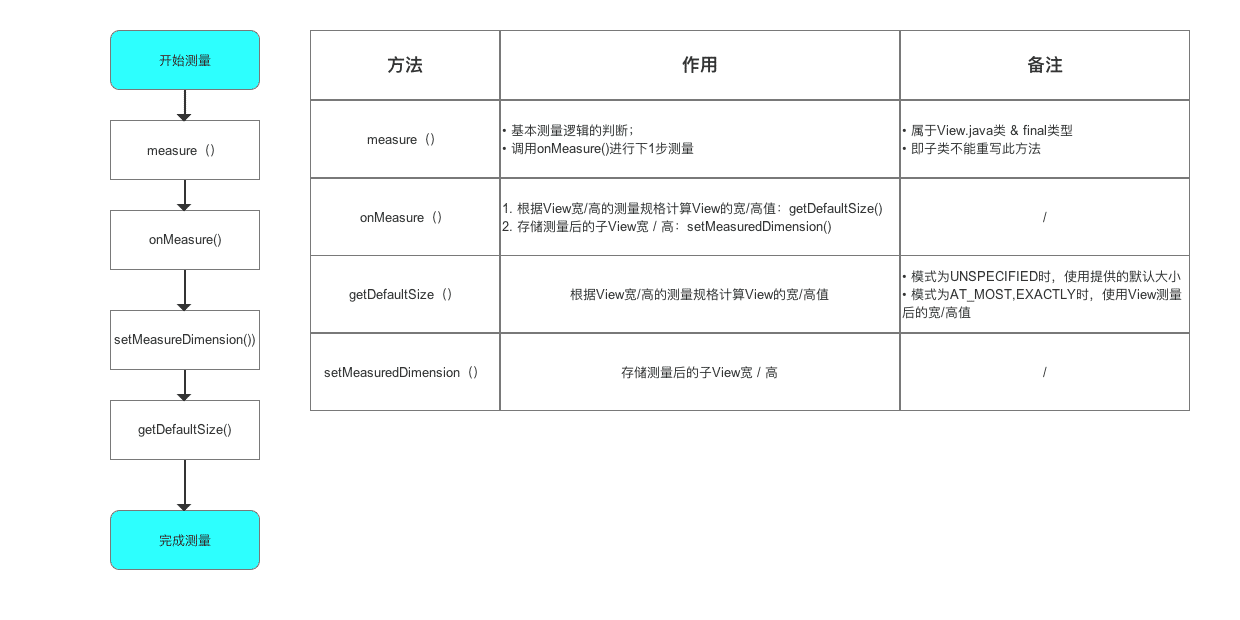 开始测量
measure（）
onMeasure()
setMeasureDimension())
getDefaultSize()
完成测量
方法
作用
备注
measure（）
• 基本测量逻辑的判断；
• 调用onMeasure()进行下1步测量
• 属于View.java类 & final类型
• 即子类不能重写此方法
onMeasure（）
1. 根据View宽/高的测量规格计算View的宽/高值：getDefaultSize()
2. 存储测量后的子View宽 / 高：setMeasuredDimension()
/
getDefaultSize（）
根据View宽/高的测量规格计算View的宽/高值
• 模式为UNSPECIFIED时，使用提供的默认大小
• 模式为AT_MOST,EXACTLY时，使用View测量
后的宽/高值
setMeasuredDimension（）
存储测量后的子View宽 / 高
/